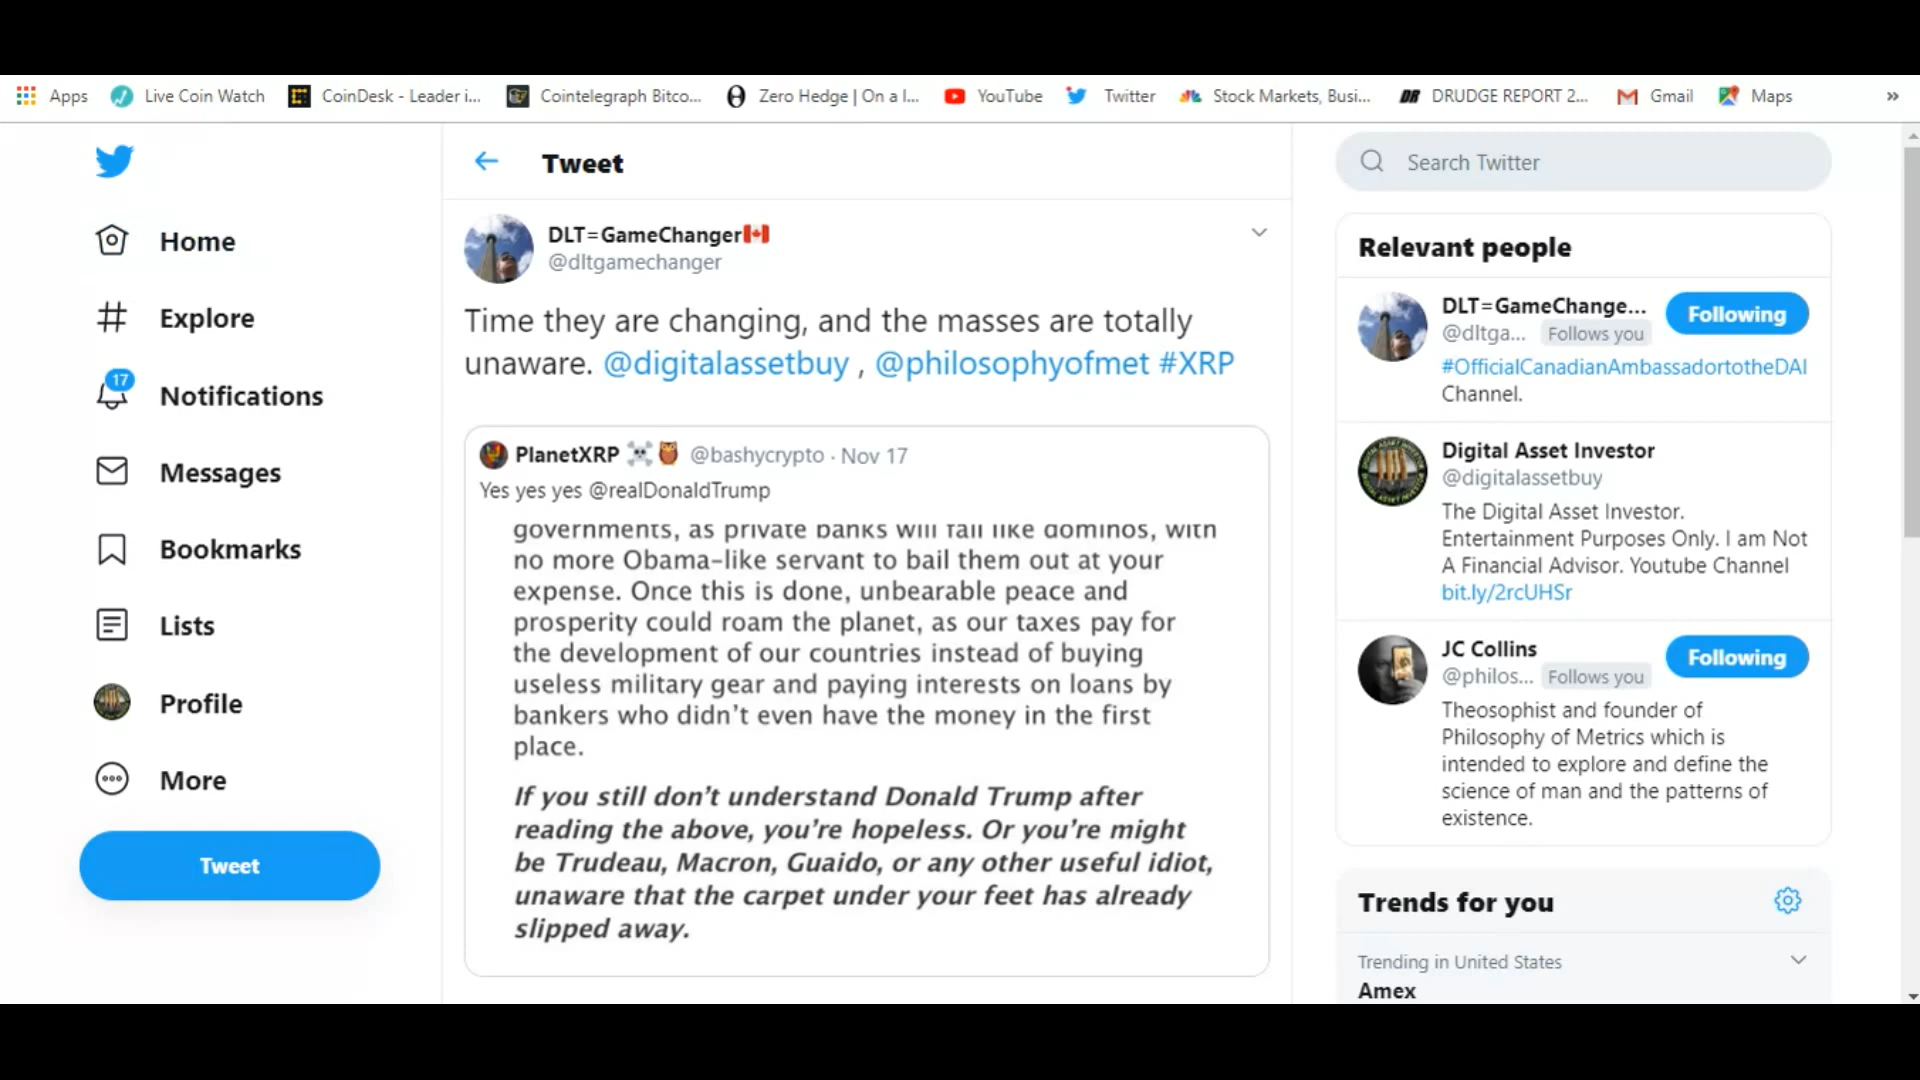 Apps Live Coin Watch CoinDesk - Leader i... Cointelegraph Bitco... Zero Hedge | On a l... YouTube Twitter Stock Markets, Busi... DRUDGE REPORT 2... Gmail Maps »
Home
Explore
17
Notifications
Messages
Bookmarks
Lists
Profile
More
Tweet
Tweet
DLT=GameChanger
@dltgamechanger
Time they are changing, and the masses are totally
unaware. @digitalassetbuy , @philosophyofmet #XRP
PlanetXRP @bashycrypto · Nov 17
Yes yes yes @realDonaldTrump
governments, as private banks will fall like dominos, with
no more Obama-like servant to bail them out at your
expense. Once this is done, unbearable peace and
prosperity could roam the planet, as our taxes pay for
the development of our countries instead of buying
useless military gear and paying interests on loans by
bankers who didn't even have the money in the first
place.
If you still don't understand Donald Trump after
reading the above, you're hopeless. Or you're might
be Trudeau, Macron, Guaido, or any other useful idiot,
unaware that the carpet under your feet has already
slipped away.
Search Twitter
Relevant people
DLT=GameChange...
@dltga... Follows you
Following
#OfficialCanadianAmbassadortotheDAI
Channel.
Digital Asset Investor
@digitalassetbuy
The Digital Asset Investor.
Entertainment Purposes Only. I am Not
A Financial Advisor. Youtube Channel
bit.ly/2rcUHSr
JC Collins
@philos... Follows you
Following
Theosophist and founder of
Philosophy of Metrics which is
intended to explore and define the
science of man and the patterns of
existence.
Trends for you
Trending in United States
Amex